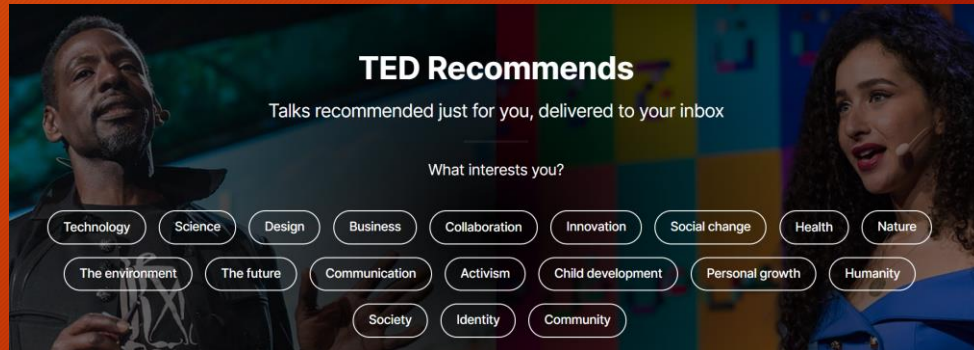 TED Recommends
Talks recommended just for you, delivered to your inbox
What interests you?
Technology Science Design Business Collaboration Innovation Social change Health Nature
The environment The future Communication Activism Child development Personal growth Humanity
Society Identity Community